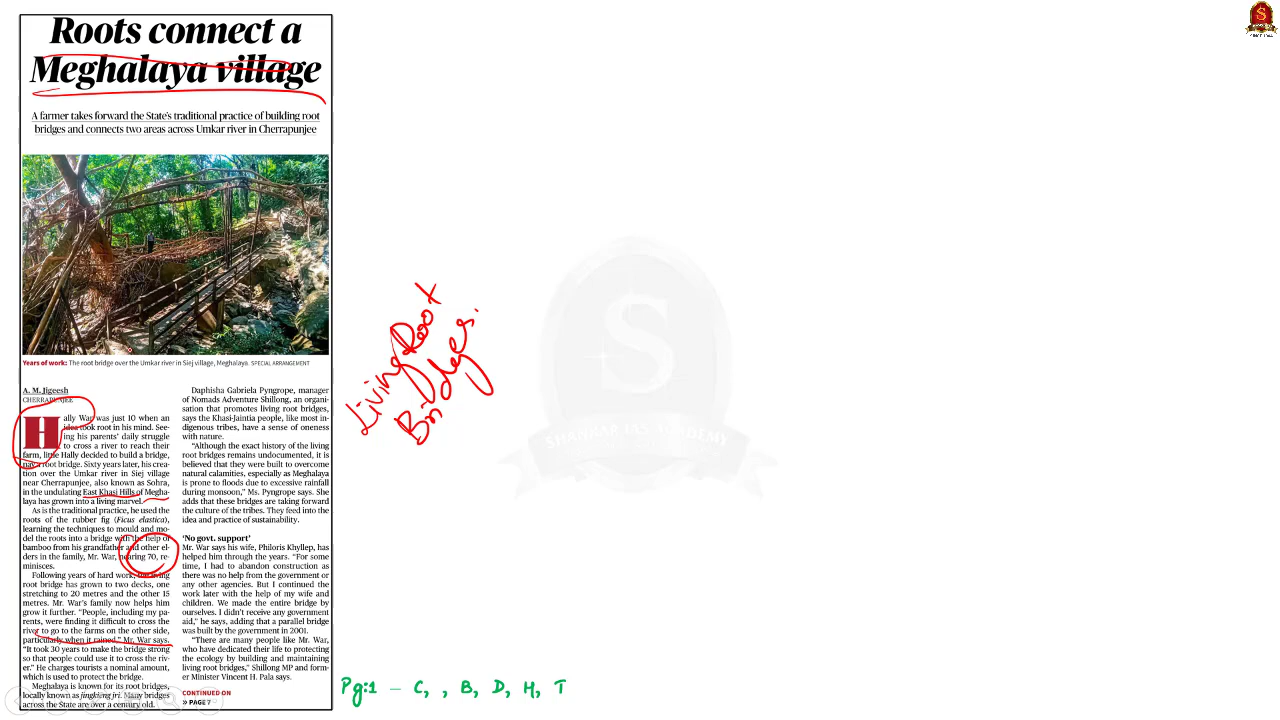 Roots connect a
Meghalaya village
A farmer takes forward the State's traditional practice of building root
bridges and connects two areas across Umkar river in Cherrapunjee
Years of work: The root bridge over the Umkar river in Siej village, Meghalaya. SPECIAL ARRANGEMENT
A. M. Jigeesh
CHERRAPUNJEE
Hally War was just 10 when an
idea took root in his mind. See-
ing his parents' daily struggle
to cross a river to reach their
farm, little Hally decided to build a bridge,
nay a root bridge. Sixty years later, his crea-
tion over the Umkar river in Siej village
near Cherrapunjee, also known as Sohra,
in the undulating East Khasi Hills of Megha-
laya has grown into a living marvel.
As is the traditional practice, he used the
roots of the rubber fig (Ficus elastica),
learning the techniques to mould and mo-
del the roots into a bridge with the help of
bamboo from his grandfather and other el-
ders in the family, Mr. War, nearing 70, re-
minisces.
Following years of hard work, the living
root bridge has grown to two decks, one
stretching to 20 metres and the other 15
metres. Mr. War's family now helps him
grow it further. "People, including my pa-
rents, were finding it difficult to cross the
river to go to the farms on the other side,
particularly when it rained," Mr. War says.
"It took 30 years to make the bridge strong
so that people could use it to cross the riv-
er." He charges tourists a nominal amount,
which is used to protect the bridge.
Meghalaya is known for its root bridges,
locally known as jingkieng jri. Many bridges
across the State are over a century old.
Daphisha Gabriela Pyngrope, manager
of Nomads Adventure Shillong, an organi-
sation that promotes living root bridges,
says the Khasi-Jaintia people, like most in-
digenous tribes, have a sense of oneness
with nature.
"Although the exact history of the living
root bridges remains undocumented, it is
believed that they were built to overcome
natural calamities, especially as Meghalaya
is prone to floods due to excessive rainfall
during monsoon," Ms. Pyngrope says. She
adds that these bridges are taking forward
the culture of the tribes. They feed into the
idea and practice of sustainability.
'No govt. support'
Mr. War says his wife, Philoris Khyllep, has
helped him through the years. "For some
time, I had to abandon construction as
there was no help from the government or
any other agencies. But I continued the
work later with the help of my wife and
children. We made the entire bridge by
ourselves. I didn't receive any government
aid," he says, adding that a parallel bridge
was built by the government in 2001.
"There are many people like Mr. War,
who have dedicated their life to protecting
the ecology by building and maintaining
living root bridges," Shillong MP and form-
er Minister Vincent H. Pala says.
CONTINUED ON
» PAGE 7
Living Root
Bridges.
SHANKAR IAS ACADEMY
Pg:1 – C, , B, D, H, T